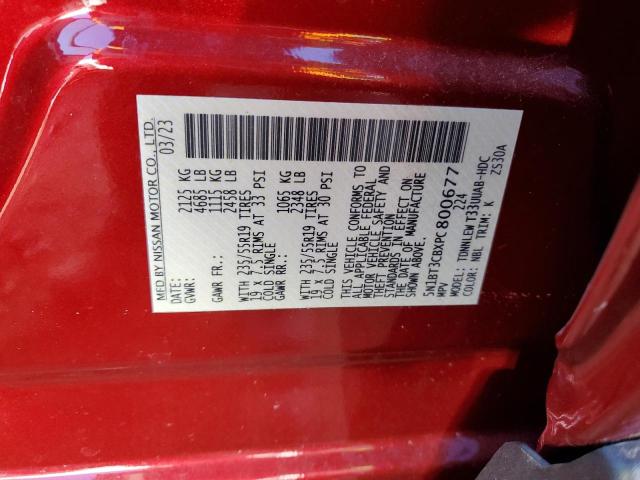 MFD BY NISSAN MOTOR CO., LTD.
03/23
GVWR: 2125 KG
4685 LB
GAWR FR.: 1115 KG
2458 LB
WITH 235/55R19 TIRES
19 X 7.5 RIMS AT 33 PSI
COLD SINGLE
GAWR RR.: 1065 KG
2348 LB
WITH 235/55R19 TIRES
19 X 7.5 RIMS AT 30 PSI
COLD SINGLE
THIS VEHICLE CONFORMS TO
ALL APPLICABLE FEDERAL
MOTOR VEHICLE SAFETY AND
THEFT PREVENTION
STANDARDS IN EFFECT ON
THE DATE OF MANUFACTURE
SHOWN ABOVE.
5N1BT3CBXPC800677
MPV 224
MODEL: TDNNLEW T33UUAB-HDC
COLOR: NBL TRIM: K ZS30A